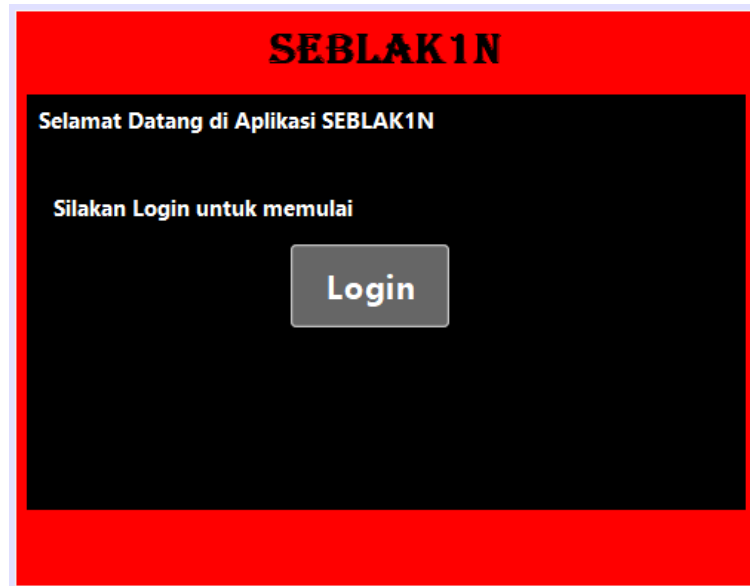 SEBLAK1N
Selamat Datang di Aplikasi SEBLAK1N
Silakan Login untuk memulai
Login